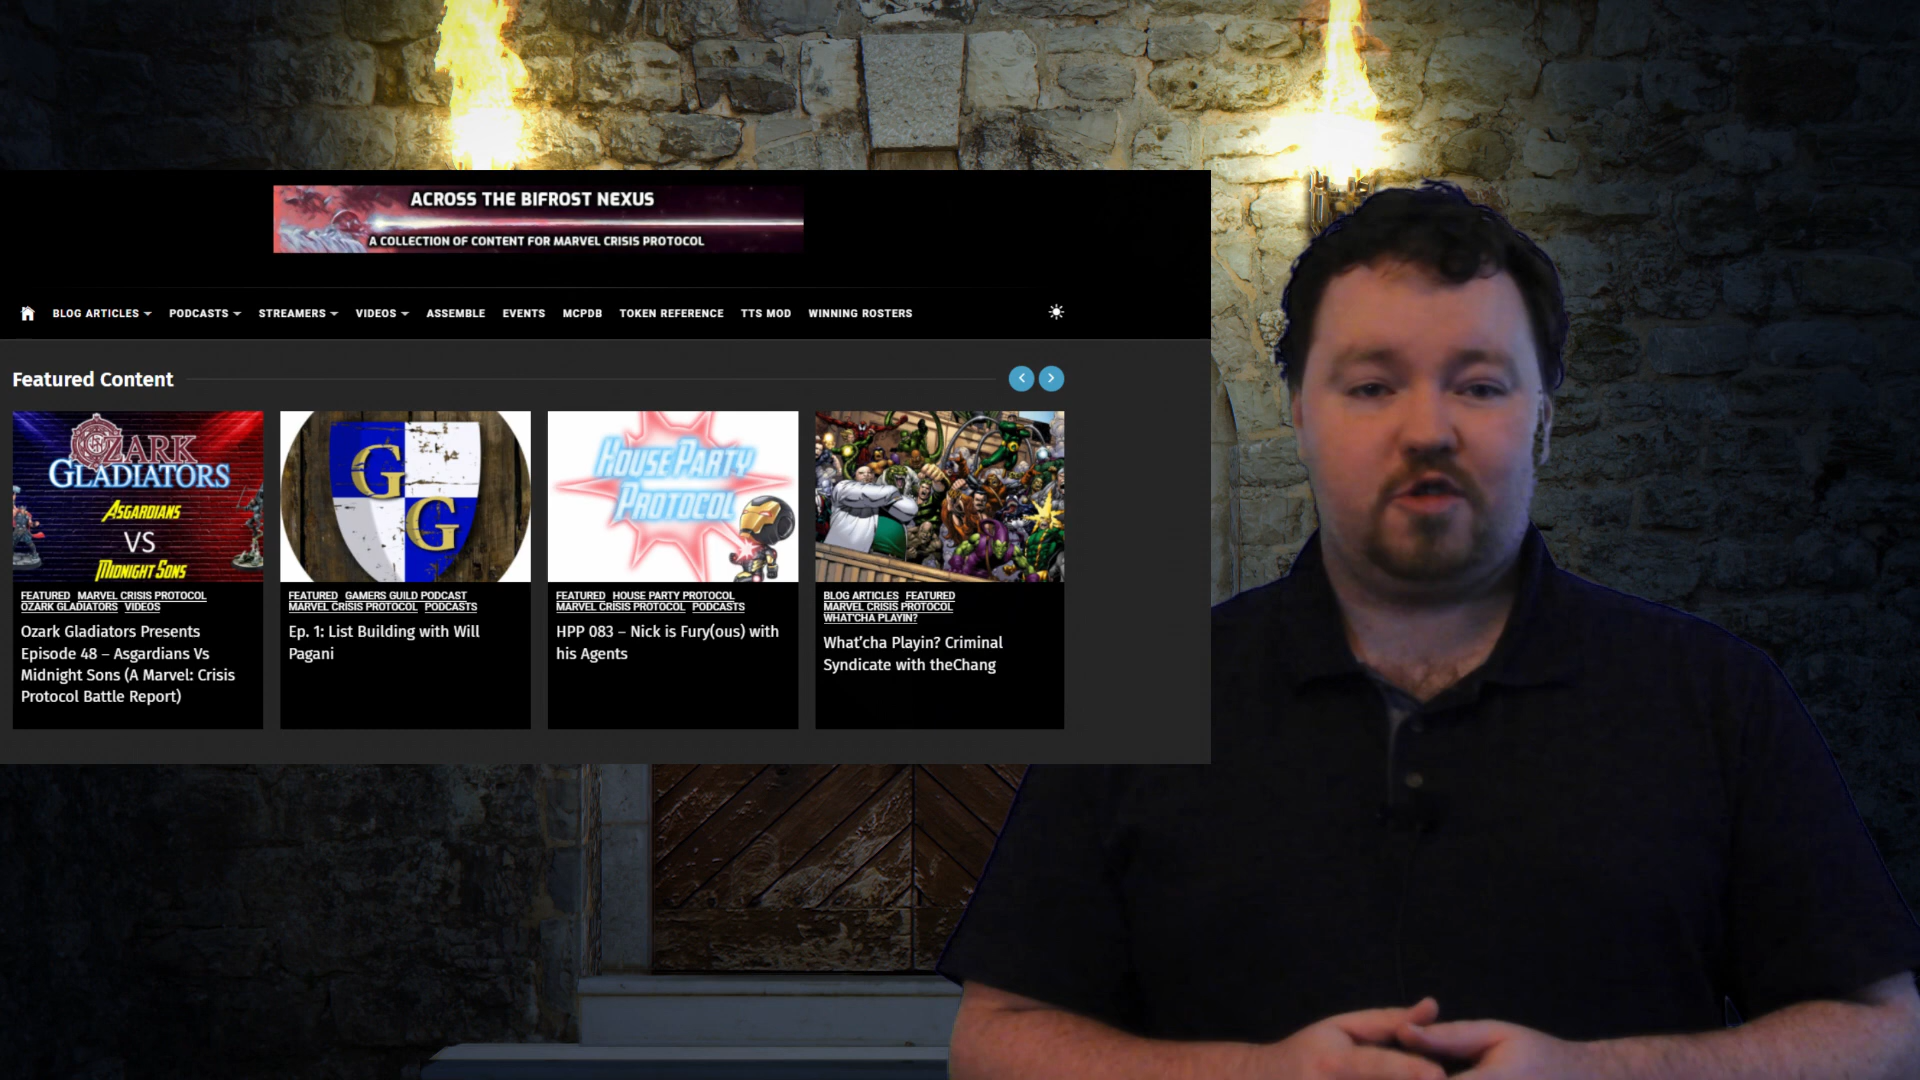 ACROSS THE BIFROST NEXUS
A COLLECTION OF CONTENT FOR MARVEL CRISIS PROTOCOL
BLOG ARTICLES PODCASTS STREAMERS VIDEOS ASSEMBLE EVENTS MCPDB TOKEN REFERENCE TTS MOD WINNING ROSTERS
Featured Content
OZARK
GLADIATORS
ASGARDIANS
VS
MIDNIGHT SONS
FEATURED MARVEL CRISIS PROTOCOL
OZARK GLADIATORS VIDEOS
Ozark Gladiators Presents
Episode 48 – Asgardians Vs
Midnight Sons (A Marvel: Crisis
Protocol Battle Report)
G
G
FEATURED GAMERS GUILD PODCAST
MARVEL CRISIS PROTOCOL PODCASTS
Ep. 1: List Building with Will
Pagani
HOUSE PARTY
PROTOCOL
FEATURED HOUSE PARTY PROTOCOL
MARVEL CRISIS PROTOCOL PODCASTS
HPP 083 – Nick is Fury(ous) with
his Agents
BLOG ARTICLES FEATURED
MARVEL CRISIS PROTOCOL
WHAT'CHA PLAYIN?
What'cha Playin? Criminal
Syndicate with theChang